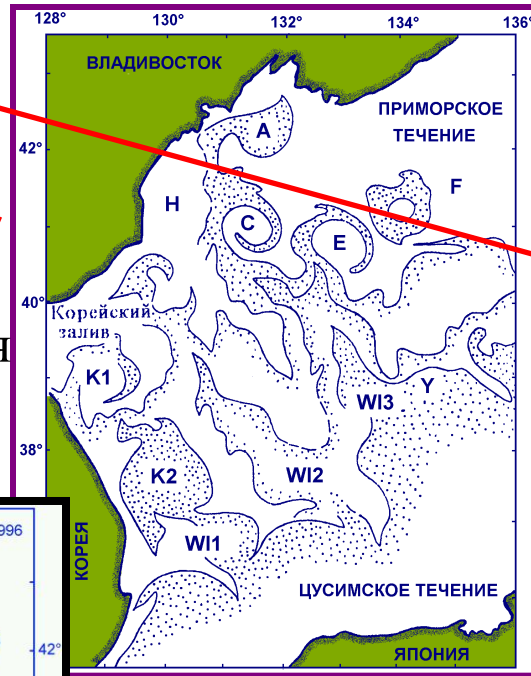 128° 130° 132° 134° 136°
ВЛАДИВОСТОК
ПРИМОРСКОЕ
ТЕЧЕНИЕ
A
42°
F
H
C
E
40°
Корейский
залив
Я
K1
Y
WI3
38°
K2
WI2
996
WI1
КОРЕЯ
ЦУСИМСКОЕ ТЕЧЕНИЕ
42°
ЯПОНИЯ